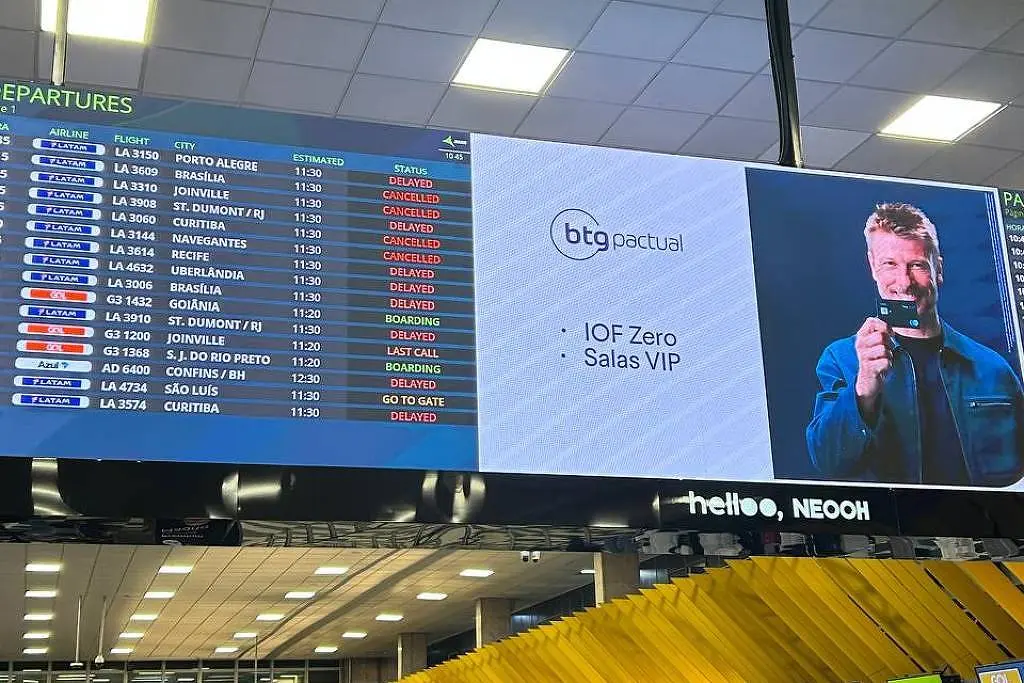 EPARTURES
AIRLINE FLIGHT CITY ESTIMATED STATUS
10:45
LATAM LA 3150 PORTO ALEGRE 11:30 DELAYED
LATAM LA 3609 BRASÍLIA 11:30 CANCELLED
LATAM LA 3310 JOINVILLE 11:30 CANCELLED
LATAM LA 3908 ST. DUMONT / RJ 11:30 DELAYED
LATAM LA 3060 CURITIBA 11:30 CANCELLED
LATAM LA 3144 NAVEGANTES 11:30 CANCELLED
LATAM LA 3614 RECIFE 11:30 DELAYED
LATAM LA 4632 UBERLÂNDIA 11:30 DELAYED
LATAM LA 3006 BRASÍLIA 11:30 DELAYED
GOL G3 1432 GOIÂNIA 11:20 BOARDING
LATAM LA 3910 ST. DUMONT / RJ 11:30 DELAYED
GOL G3 1200 JOINVILLE 11:20 LAST CALL
GOL G3 1368 S. J. DO RIO PRETO 11:20 BOARDING
Azul AD 6400 CONFINS / BH 12:30 DELAYED
LATAM LA 4734 SÃO LUÍS 11:30 GO TO GATE
LATAM LA 3574 CURITIBA 11:30 DELAYED
btg pactual
• IOF Zero
• Salas VIP
helloo, NEOOH